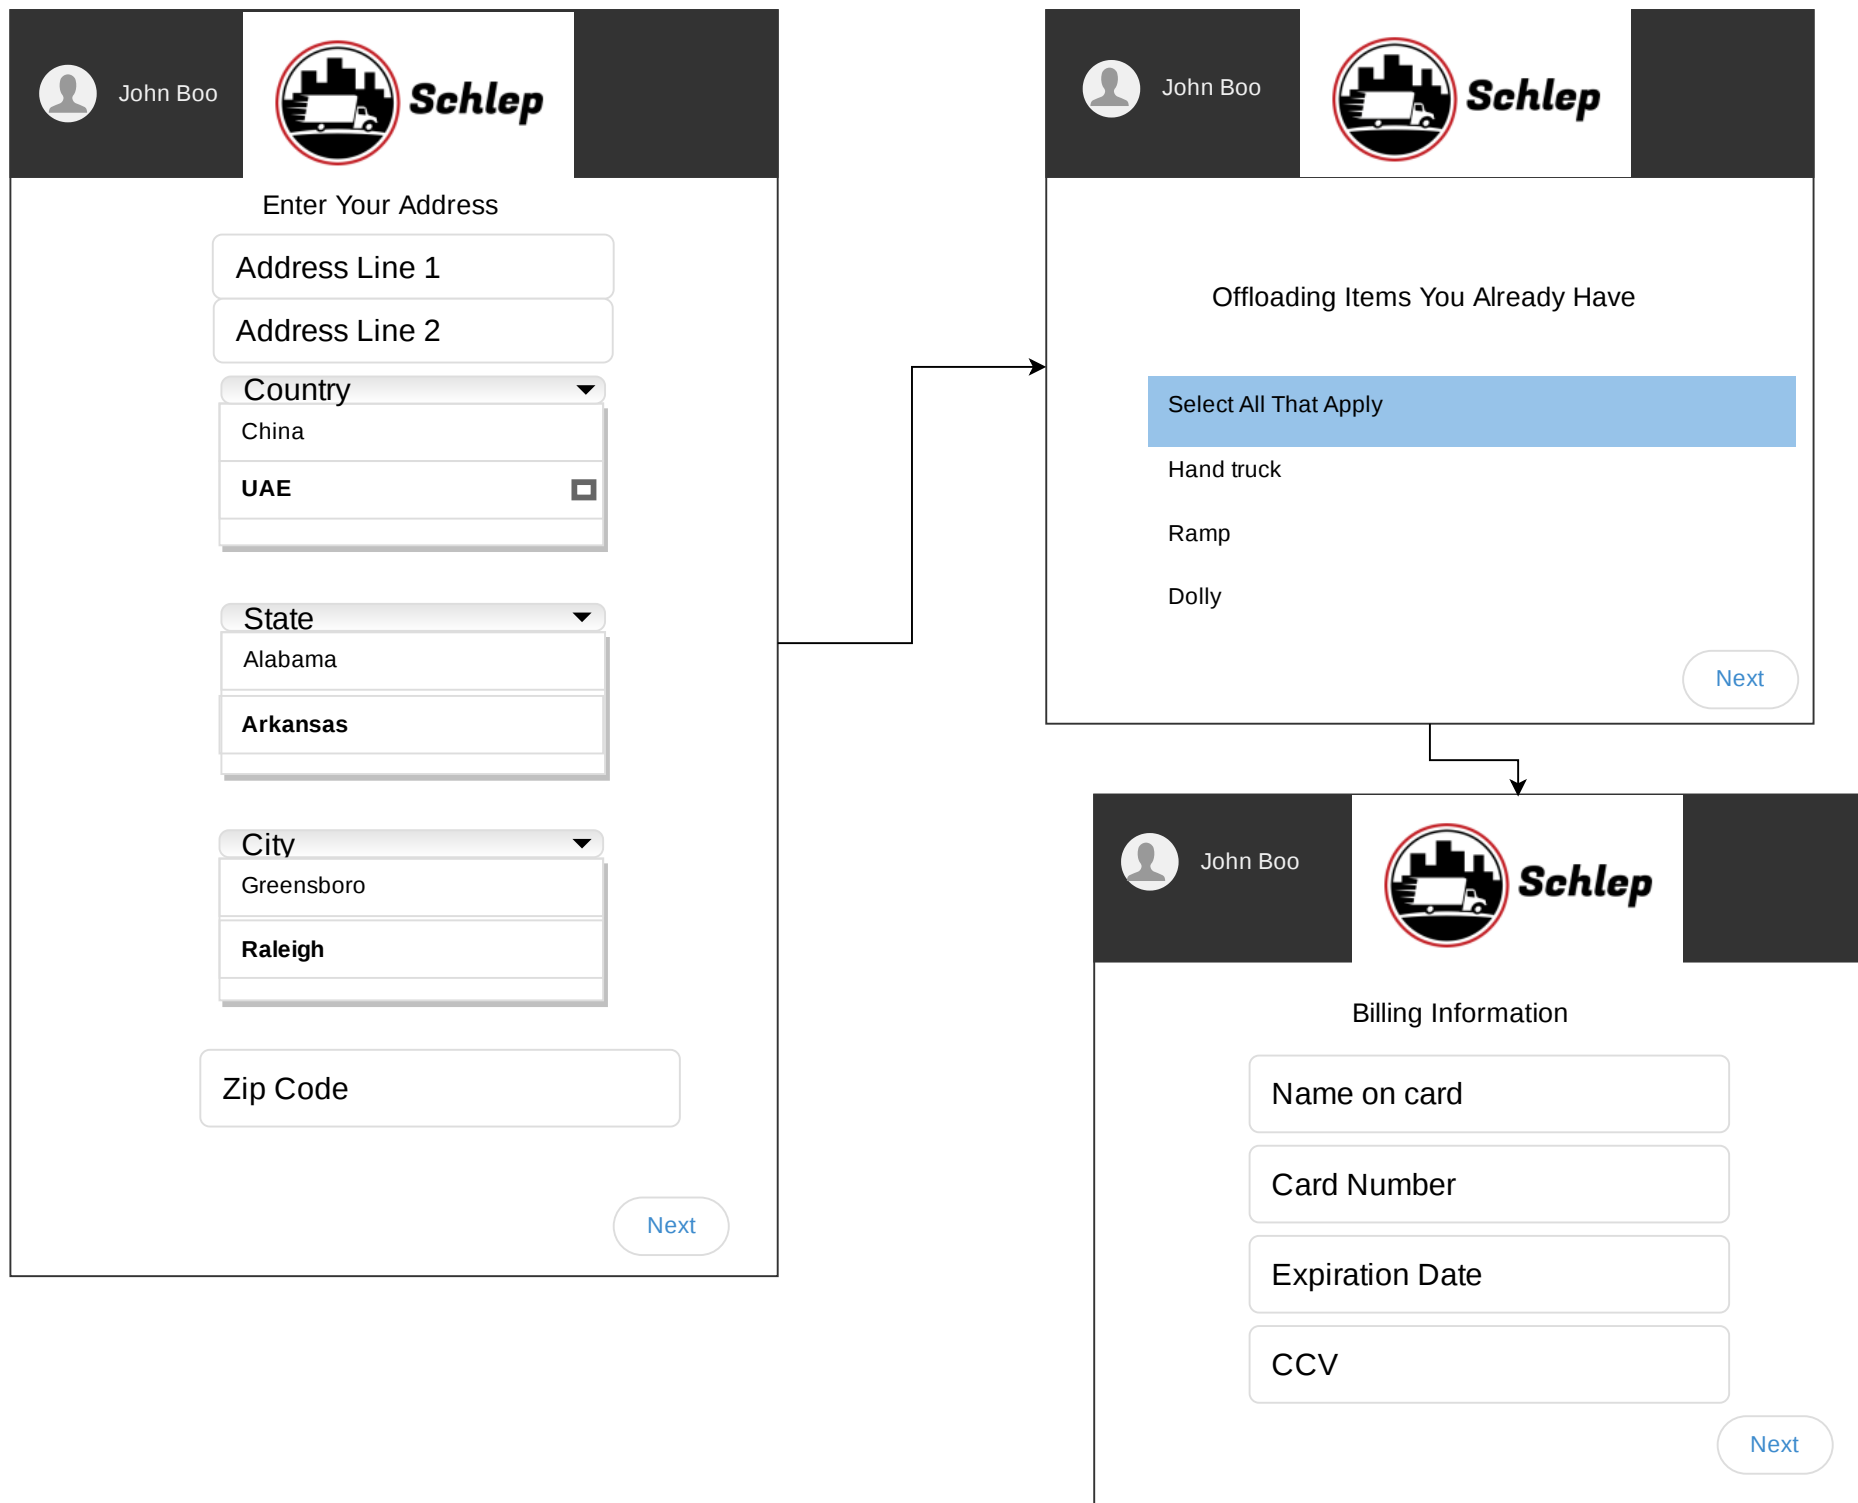 John Boo
Schlep
Enter Your Address
Address Line 1
Address Line 2
Country
China
UAE
State
Alabama
Arkansas
City
Greensboro
Raleigh
Zip Code
Next
John Boo
Schlep
Offloading Items You Already Have
Select All That Apply
Hand truck
Ramp
Dolly
Next
John Boo
Schlep
Billing Information
Name on card
Card Number
Expiration Date
CCV
Next